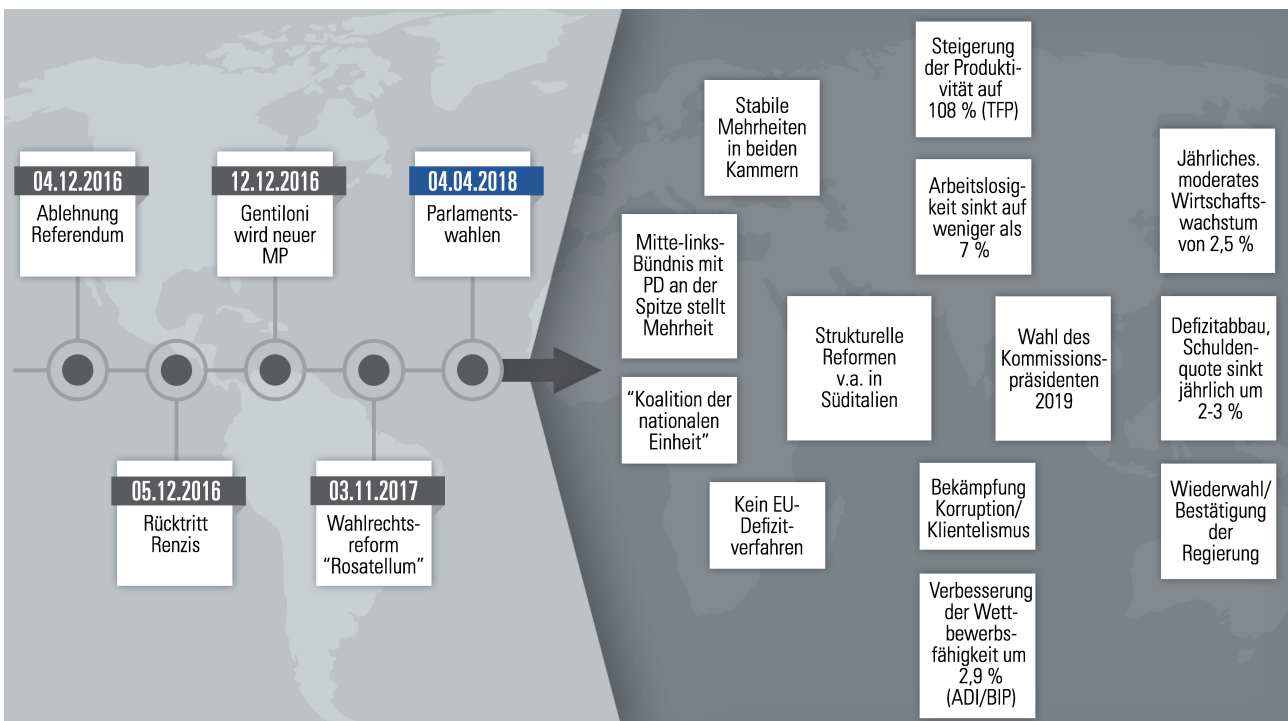 04.12.2016
Ablehnung
Referendum
05.12.2016
Rücktritt
Renzis
12.12.2016
Gentiloni
wird neuer
MP
03.11.2017
Wahlrechts-
reform
“Rosatellum”
04.04.2018
Parlaments-
wahlen
Stabile
Mehrheiten
in beiden
Kammern
Mitte-links-
Bündnis mit
PD an der
Spitze stellt
Mehrheit
“Koalition der
nationalen
Einheit”
Kein EU-
Defizit-
verfahren
Strukturelle
Reformen
v.a. in
Süditalien
Steigerung
der Produkti-
vität auf
108 % (TFP)
Arbeitslosig-
keit sinkt auf
weniger als
7 %
Wahl des
Kommissions-
präsidenten
2019
Bekämpfung
Korruption/
Klientelismus
Verbesserung
der Wett-
bewerbs-
fähigkeit um
2,9 %
(ADI/BIP)
Jährliches.
moderates
Wirtschafts-
wachstum
von 2,5 %
Defizitabbau,
Schulden-
quote sinkt
jährlich um
2-3 %
Wiederwahl/
Bestätigung
der
Regierung